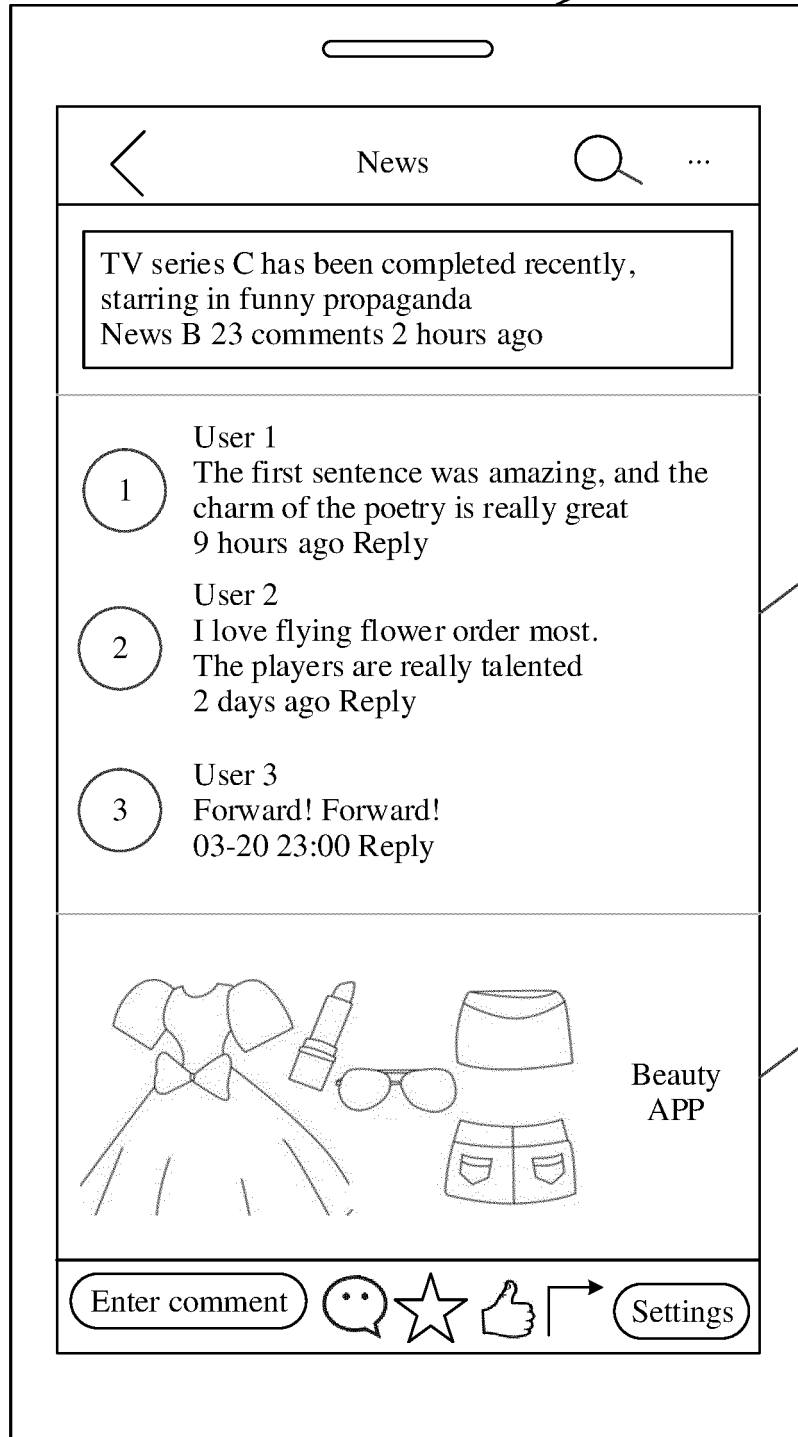 News
...
TV series C has been completed recently,
starring in funny propaganda
News B 23 comments 2 hours ago
1
User 1
The first sentence was amazing, and the
charm of the poetry is really great
9 hours ago Reply
2
User 2
I love flying flower order most.
The players are really talented
2 days ago Reply
3
User 3
Forward! Forward!
03-20 23:00 Reply
Beauty
APP
Enter comment
Settings